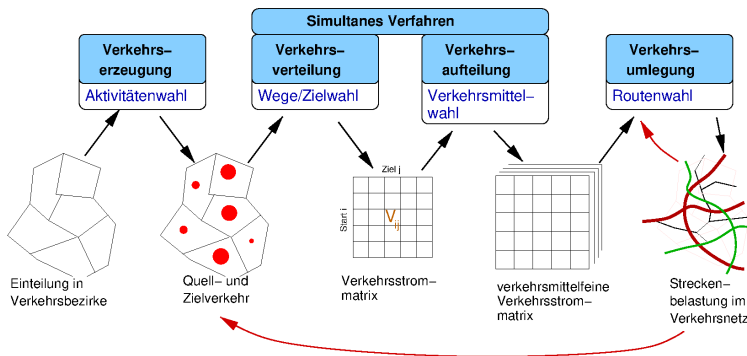 Simultanes Verfahren
Verkehrs–
erzeugung
Aktivitätenwahl
Verkehrs–
verteilung
Wege/Zielwahl
Verkehrs–
aufteilung
Verkehrsmittel–
wahl
Verkehrs–
umlegung
Routenwahl
Einteilung in
Verkehrsbezirke
Quell– und
Zielverkehr
Ziel j
Start i
V ij
Verkehrsstrom–
matrix
verkehrsmittelfeine
Verkehrsstrom–
matrix
Strecken–
belastung im
Verkehrsnetz